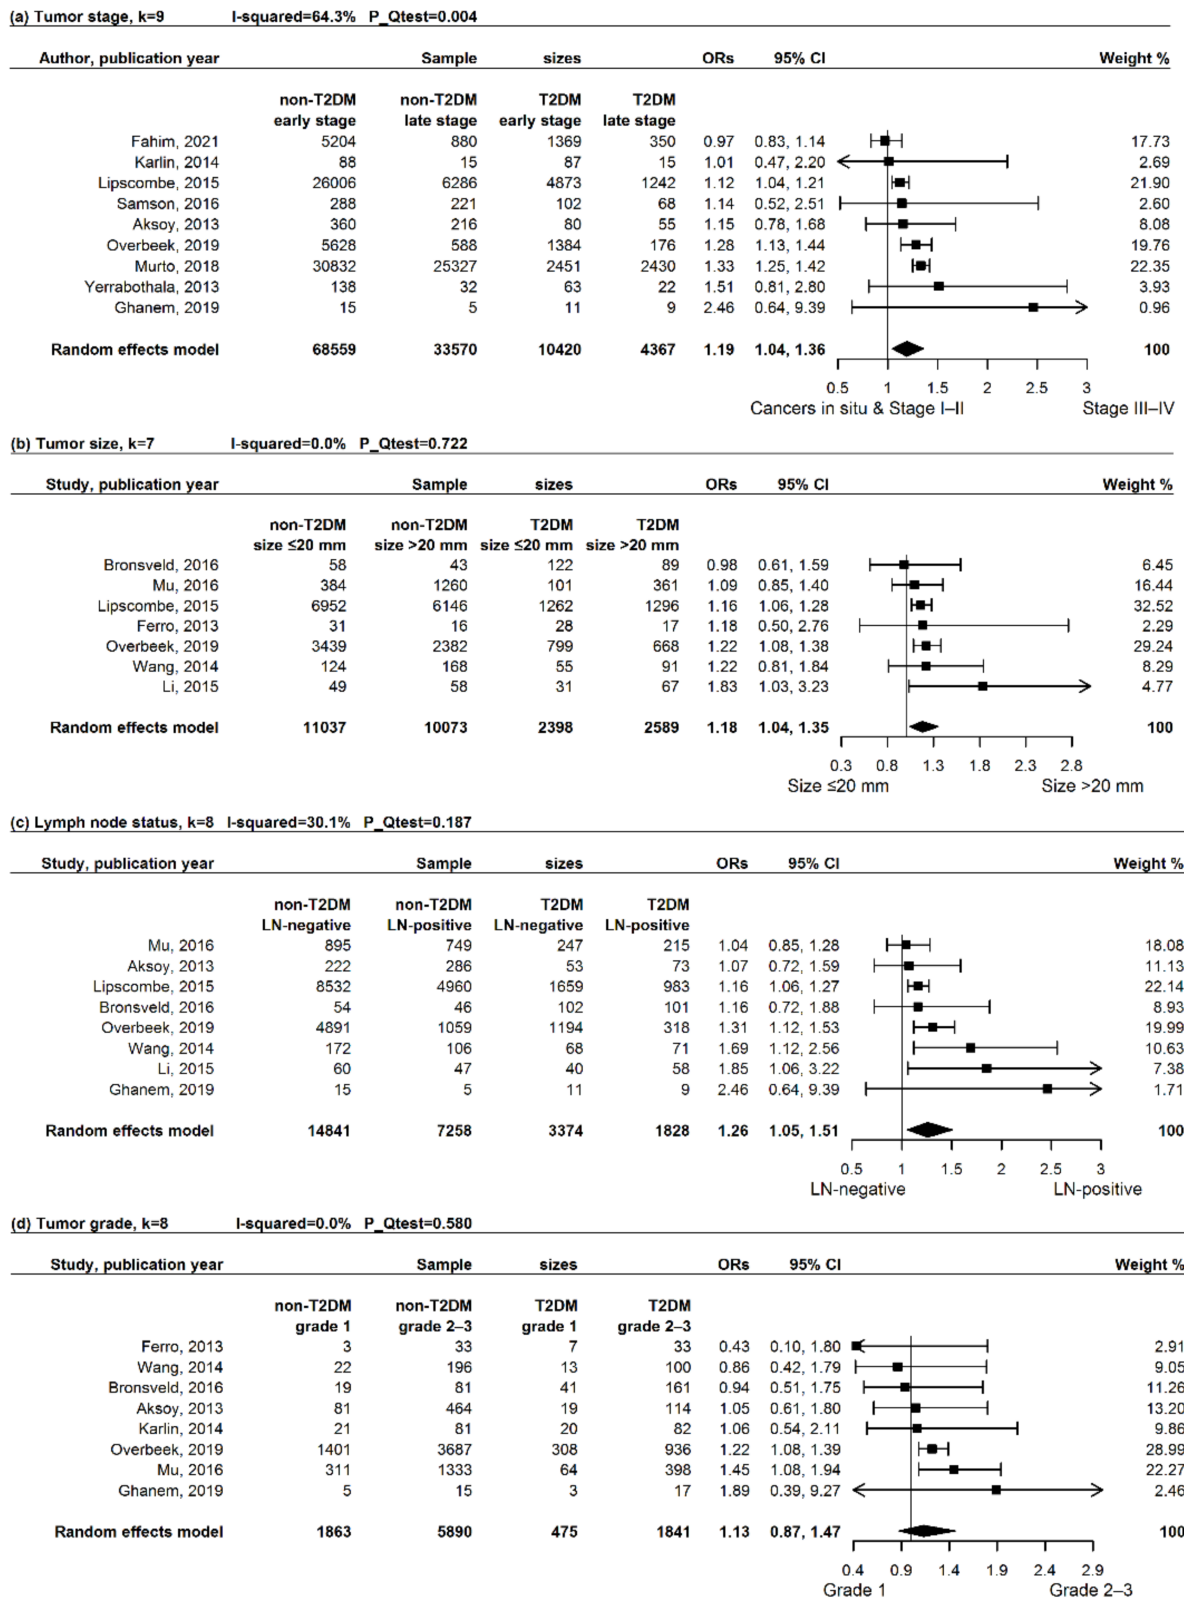 (a) Tumor stage, k=9 I-squared=64.3% P_Qtest=0.004
Author, publication year Sample sizes ORs 95% CI Weight %
non-T2DM non-T2DM T2DM T2DM
early stage late stage early stage late stage
Fahim, 2021 5204 880 1369 350 0.97 0.83, 1.14 17.73
Karlin, 2014 88 15 87 15 1.01 0.47, 2.20 2.69
Lipscombe, 2015 26006 6286 4873 1242 1.12 1.04, 1.21 21.90
Samson, 2016 288 221 102 68 1.14 0.52, 2.51 2.60
Aksoy, 2013 360 216 80 55 1.15 0.78, 1.68 8.08
Overbeek, 2019 5628 588 1384 176 1.28 1.13, 1.44 19.76
Murto, 2018 30832 25327 2451 2430 1.33 1.25, 1.42 22.35
Yerrabothala, 2013 138 32 63 22 1.51 0.81, 2.80 3.93
Ghanem, 2019 15 5 11 9 2.46 0.64, 9.39 0.96
Random effects model 68559 33570 10420 4367 1.19 1.04, 1.36 100
0.5 1 1.5 2 2.5 3
Cancers in situ & Stage I–II Stage III–IV
(b) Tumor size, k=7 I-squared=0.0% P_Qtest=0.722
Study, publication year Sample sizes ORs 95% CI Weight %
non-T2DM non-T2DM T2DM T2DM
size ≤20 mm size >20 mm size ≤20 mm size >20 mm
Bronsveld, 2016 58 43 122 89 0.98 0.61, 1.59 6.45
Mu, 2016 384 1260 101 361 1.09 0.85, 1.40 16.44
Lipscombe, 2015 6952 6146 1262 1296 1.16 1.06, 1.28 32.52
Ferro, 2013 31 16 28 17 1.18 0.50, 2.76 2.29
Overbeek, 2019 3439 2382 799 668 1.22 1.08, 1.38 29.24
Wang, 2014 124 168 55 91 1.22 0.81, 1.84 8.29
Li, 2015 49 58 31 67 1.83 1.03, 3.23 4.77
Random effects model 11037 10073 2398 2589 1.18 1.04, 1.35 100
0.3 0.8 1.3 1.8 2.3 2.8
Size ≤20 mm Size >20 mm
(c) Lymph node status, k=8 I-squared=30.1% P_Qtest=0.187
Study, publication year Sample sizes ORs 95% CI Weight %
non-T2DM non-T2DM T2DM T2DM
LN-negative LN-positive LN-negative LN-positive
Mu, 2016 895 749 247 215 1.04 0.85, 1.28 18.08
Aksoy, 2013 222 286 53 73 1.07 0.72, 1.59 11.13
Lipscombe, 2015 8532 4960 1659 983 1.16 1.06, 1.27 22.14
Bronsveld, 2016 54 46 102 101 1.16 0.72, 1.88 8.93
Overbeek, 2019 4891 1059 1194 318 1.31 1.12, 1.53 19.99
Wang, 2014 172 106 68 71 1.69 1.12, 2.56 10.63
Li, 2015 60 47 40 58 1.85 1.06, 3.22 7.38
Ghanem, 2019 15 5 11 9 2.46 0.64, 9.39 1.71
Random effects model 14841 7258 3374 1828 1.26 1.05, 1.51 100
0.5 1 1.5 2 2.5 3
LN-negative LN-positive
(d) Tumor grade, k=8 I-squared=0.0% P_Qtest=0.580
Study, publication year Sample sizes ORs 95% CI Weight %
non-T2DM non-T2DM T2DM T2DM
grade 1 grade 2–3 grade 1 grade 2–3
Ferro, 2013 3 33 7 33 0.43 0.10, 1.80 2.91
Wang, 2014 22 196 13 100 0.86 0.42, 1.79 9.05
Bronsveld, 2016 19 81 41 161 0.94 0.51, 1.75 11.26
Aksoy, 2013 81 464 19 114 1.05 0.61, 1.80 13.20
Karlin, 2014 21 81 20 82 1.06 0.54, 2.11 9.86
Overbeek, 2019 1401 3687 308 936 1.22 1.08, 1.39 28.99
Mu, 2016 311 1333 64 398 1.45 1.08, 1.94 22.27
Ghanem, 2019 5 15 3 17 1.89 0.39, 9.27 2.46
Random effects model 1863 5890 475 1841 1.13 0.87, 1.47 100
0.4 0.9 1.4 1.9 2.4 2.9
Grade 1 Grade 2–3